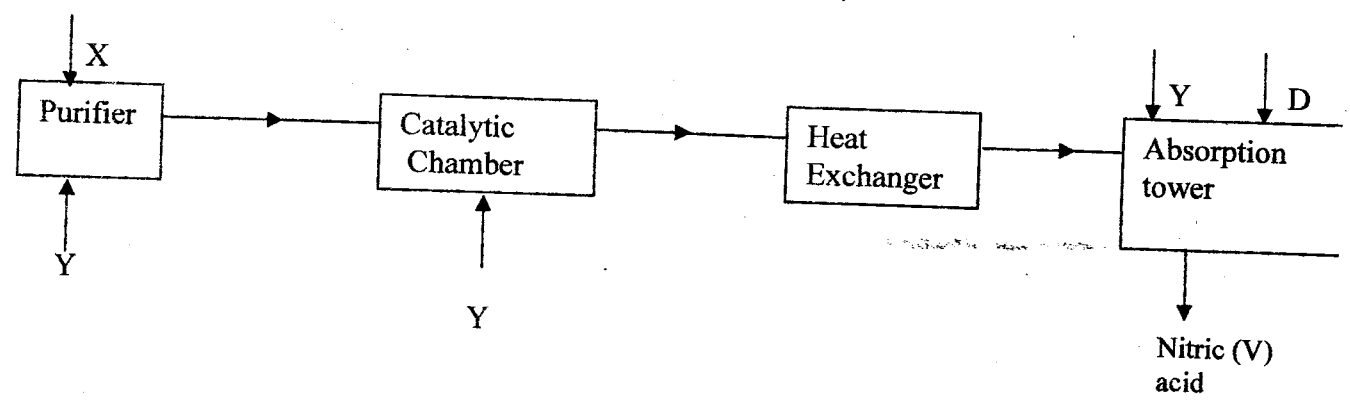 X
Purifier
Y
Catalytic
Chamber
Y
Heat
Exchanger
Y
D
Absorption
tower
Nitric (V)
acid